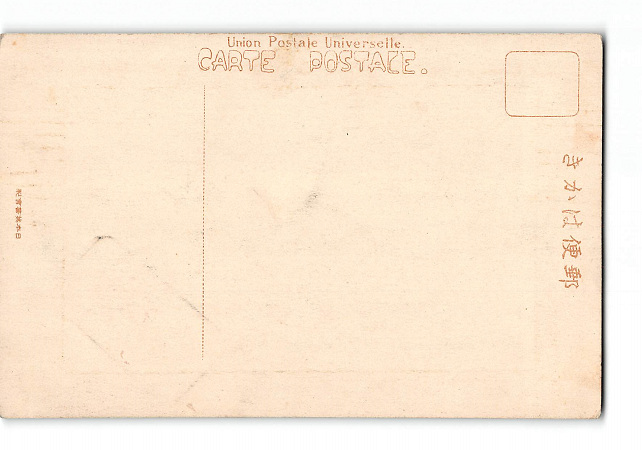 Union Postale Universelle.
CARTE POSTALE.
きかは便郵